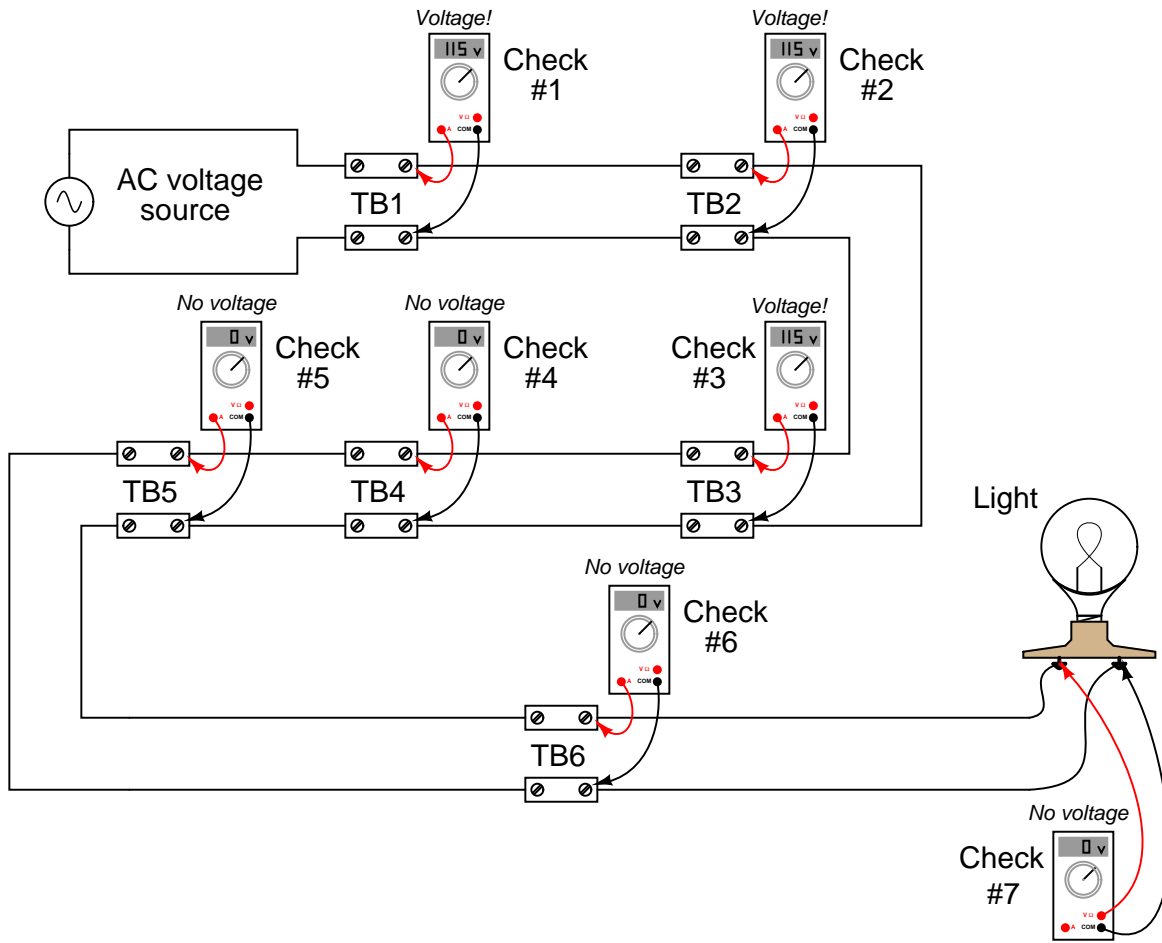 Voltage!
115 v
V Ω
A COM
Check
#1
Voltage!
115 v
V Ω
A COM
Check
#2
AC voltage
source
TB1
TB2
No voltage
0 v
V Ω
A COM
Check
#5
No voltage
0 v
V Ω
A COM
Check
#4
Check
#3
Voltage!
115 v
V Ω
A COM
TB5
TB4
TB3
Light
No voltage
0 v
V Ω
A COM
Check
#6
TB6
No voltage
Check
#7
0 v
V Ω
A COM